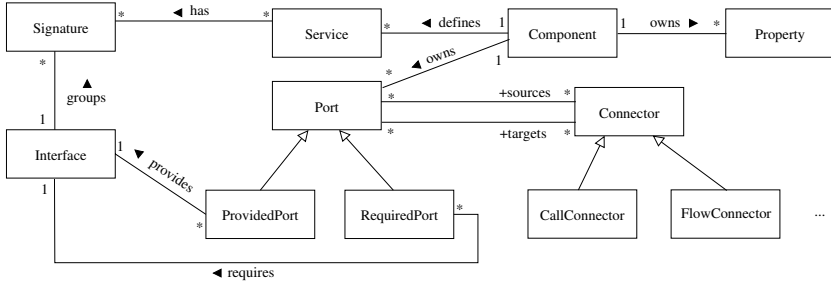 * ◄ has *
◄ defines 1
1 owns ► *
Signature
Service
*
Component
Property
*
◄ owns
1
*
▲
groups
1
*
Port
*
+sources *
Connector
*
+targets *
Interface
1
◄ provides
1
*
ProvidedPort
RequiredPort
*
CallConnector
FlowConnector
...
◄ requires